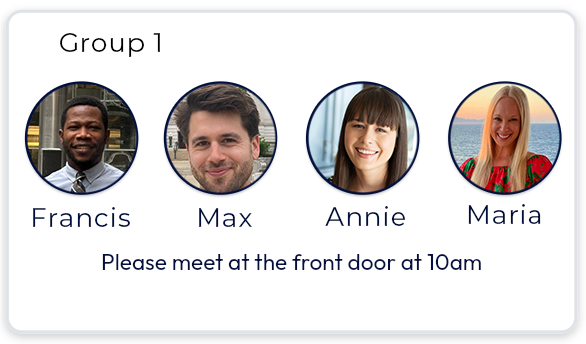 Group 1
Francis Max Annie Maria
Please meet at the front door at 10am